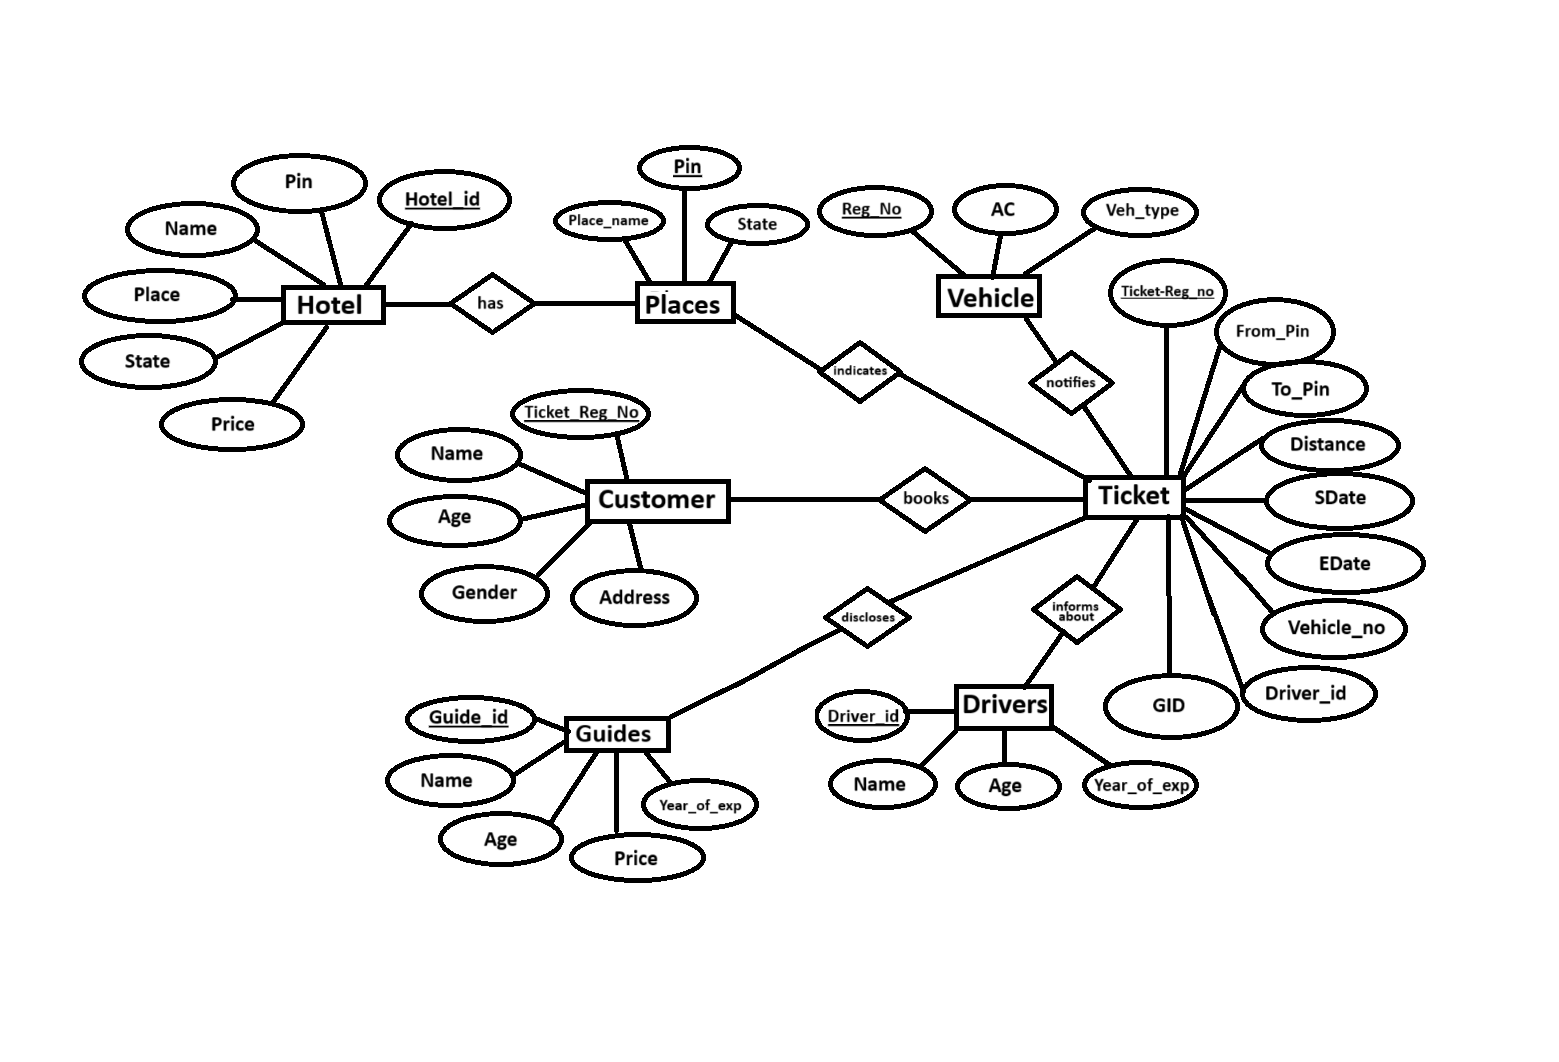 Pin
Hotel_id
Name
Place
State
Price
Hotel
has
Pin
Place_name
State
Places
Reg_No
AC
Veh_type
Vehicle
indicates
notifies
Ticket-Reg_no
From_Pin
To_Pin
Distance
SDate
EDate
Vehicle_no
Driver_id
GID
Ticket
Ticket_Reg_No
Name
Age
Gender
Address
Customer
books
discloses
informs
about
Guide_id
Name
Age
Price
Year_of_exp
Guides
Driver_id
Name
Age
Year_of_exp
Drivers